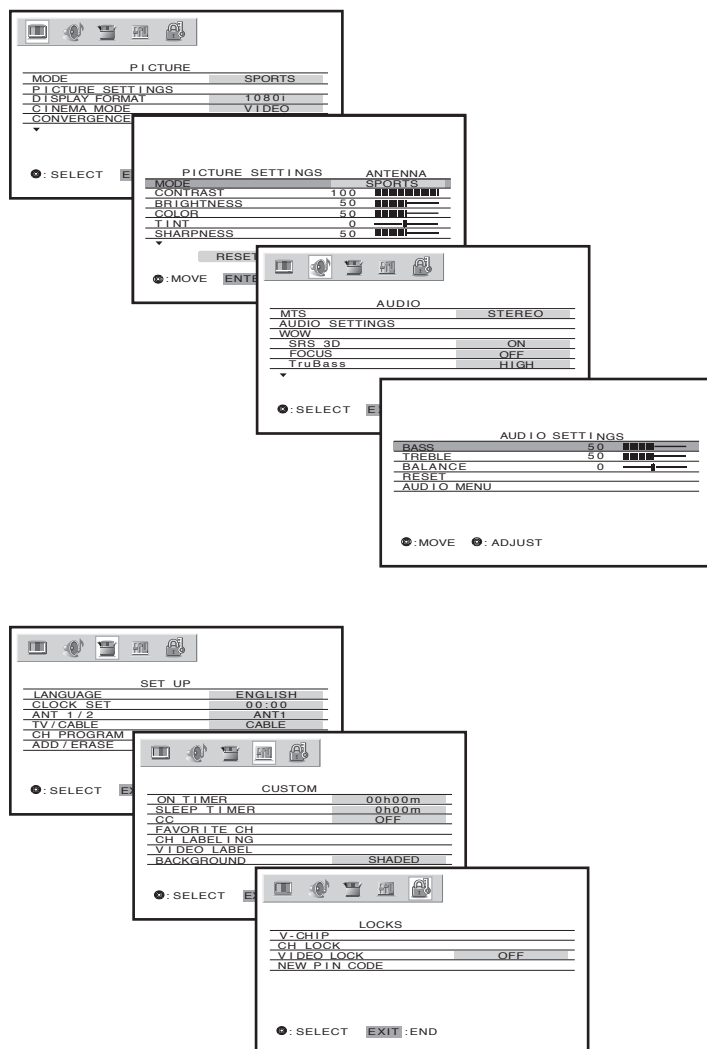 PICTURE
MODE SPORTS
PICTURE SETTINGS
DISPLAY FORMAT 1080i
CINEMA MODE VIDEO
CONVERGENCE
: SELECT
PICTURE SETTINGS ANTENNA
MODE SPORTS
CONTRAST 100
BRIGHTNESS 50
COLOR 50
TINT 0
SHARPNESS 50
RESET
:MOVE
AUDIO
MTS STEREO
AUDIO SETTINGS
WOW
SRS 3D ON
FOCUS OFF
TruBass HIGH
:SELECT
AUDIO SETTINGS
BASS 50
TREBLE 50
BALANCE 0
RESET
AUDIO MENU
:MOVE : ADJUST
SET UP
LANGUAGE ENGLISH
CLOCK SET 00:00
ANT 1/2 ANT1
TV/CABLE CABLE
CH PROGRAM
ADD/ERASE
: SELECT
CUSTOM
ON TIMER 00h00m
SLEEP TIMER 0h00m
CC OFF
FAVORITE CH
CH LABELING
VIDEO LABEL
BACKGROUND SHADED
: SELECT
LOCKS
V-CHIP
CH LOCK
VIDEO LOCK OFF
NEW PIN CODE
: SELECT EXIT :END